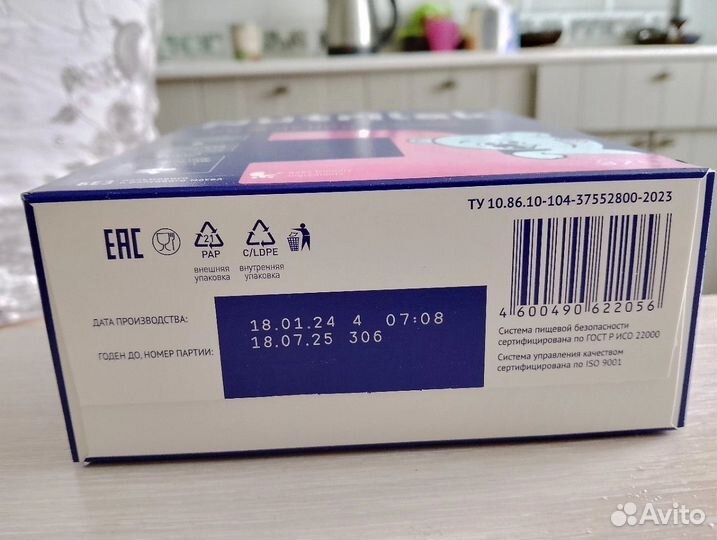 БЕЗ
ТУ 10.86.10-104-37552800-2023
EAC
21
PAP
C/LDPE
внешняя упаковка
внутренняя упаковка
ДАТА ПРОИЗВОДСТВА:
18.01.24 4 07:08
ГОДЕН ДО, НОМЕР ПАРТИИ:
18.07.25 306
4 600490 622056
Система пищевой безопасности
сертифицирована по ГОСТ Р ИСО 22000
Система управления качеством
сертифицирована по ISO 9001
Avito